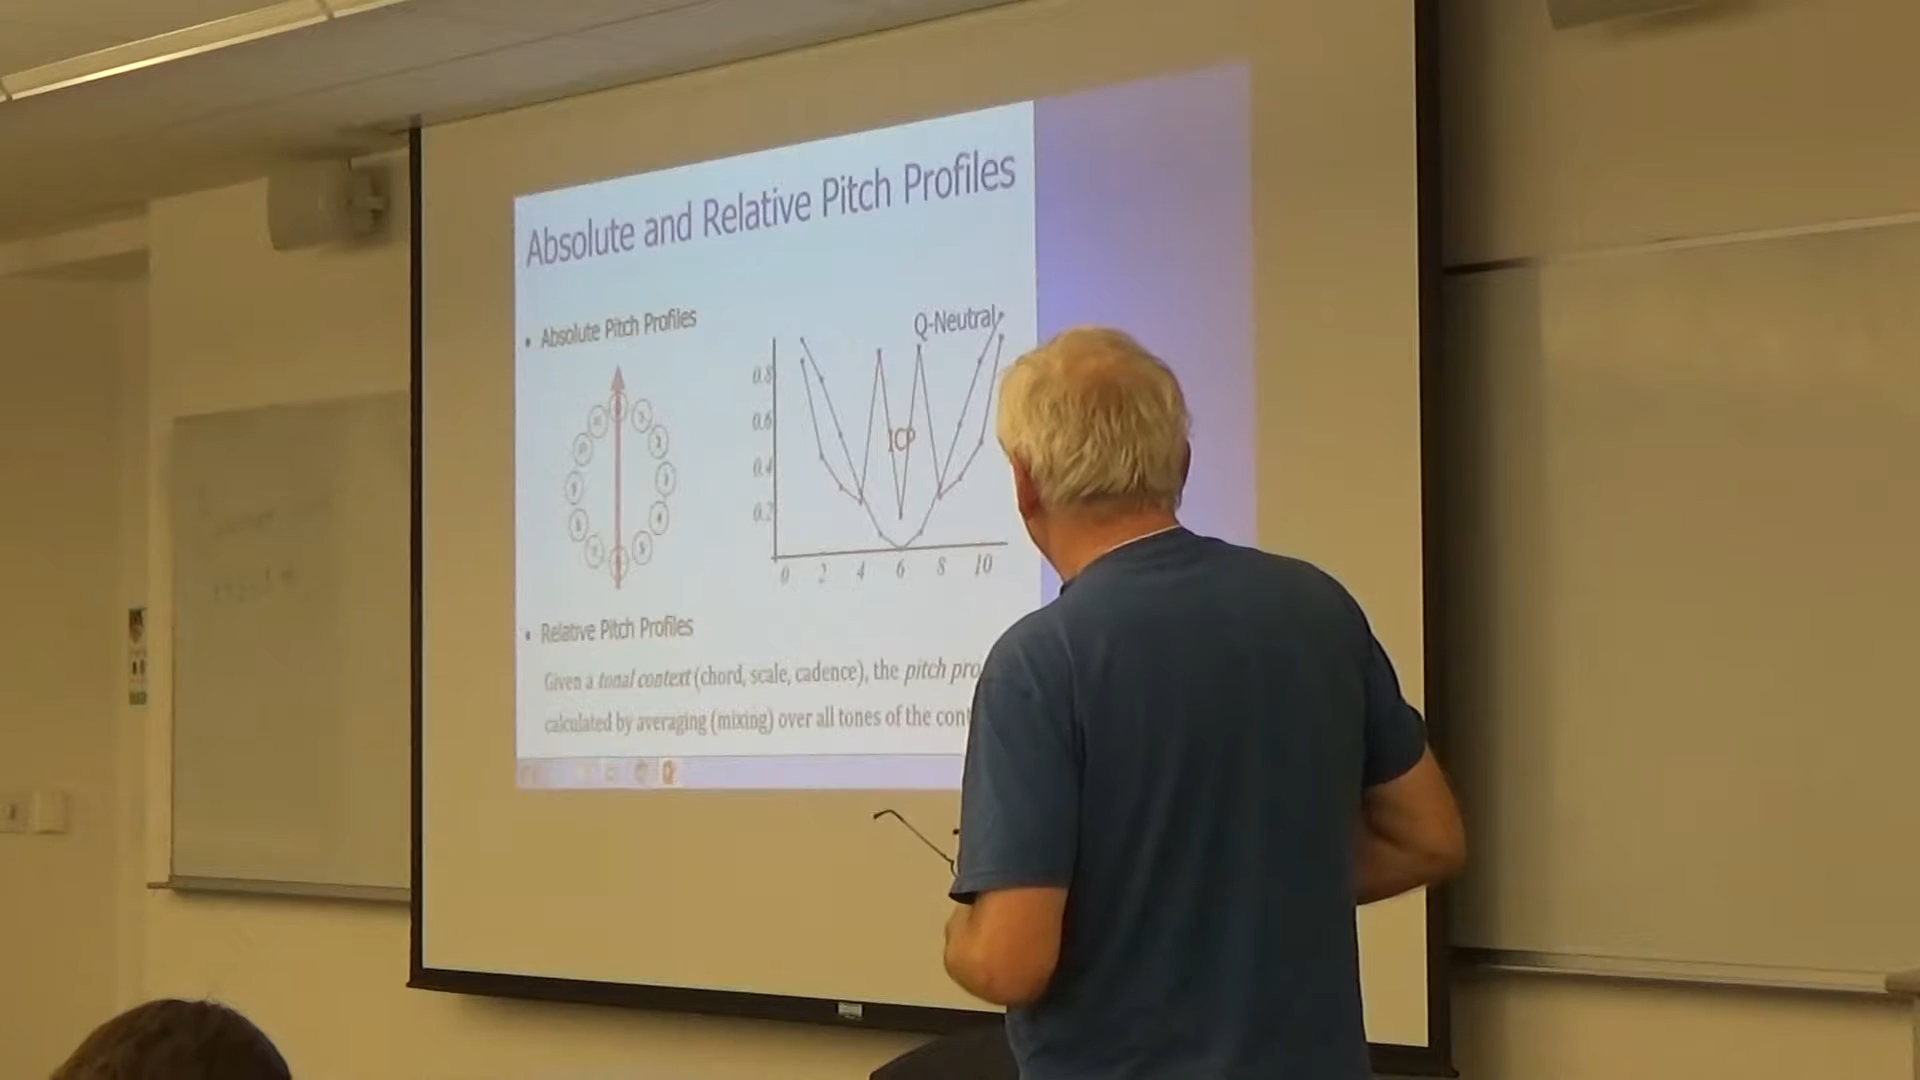 Absolute and Relative Pitch Profiles
• Absolute Pitch Profiles
Q-Neutral
0.8
0.6
ICP
0.4
0.2
0 2 4 6 8 10
• Relative Pitch Profiles
Given a tonal context (chord, scale, cadence), the pitch pro
calculated by averaging (mixing) over all tones of the cont